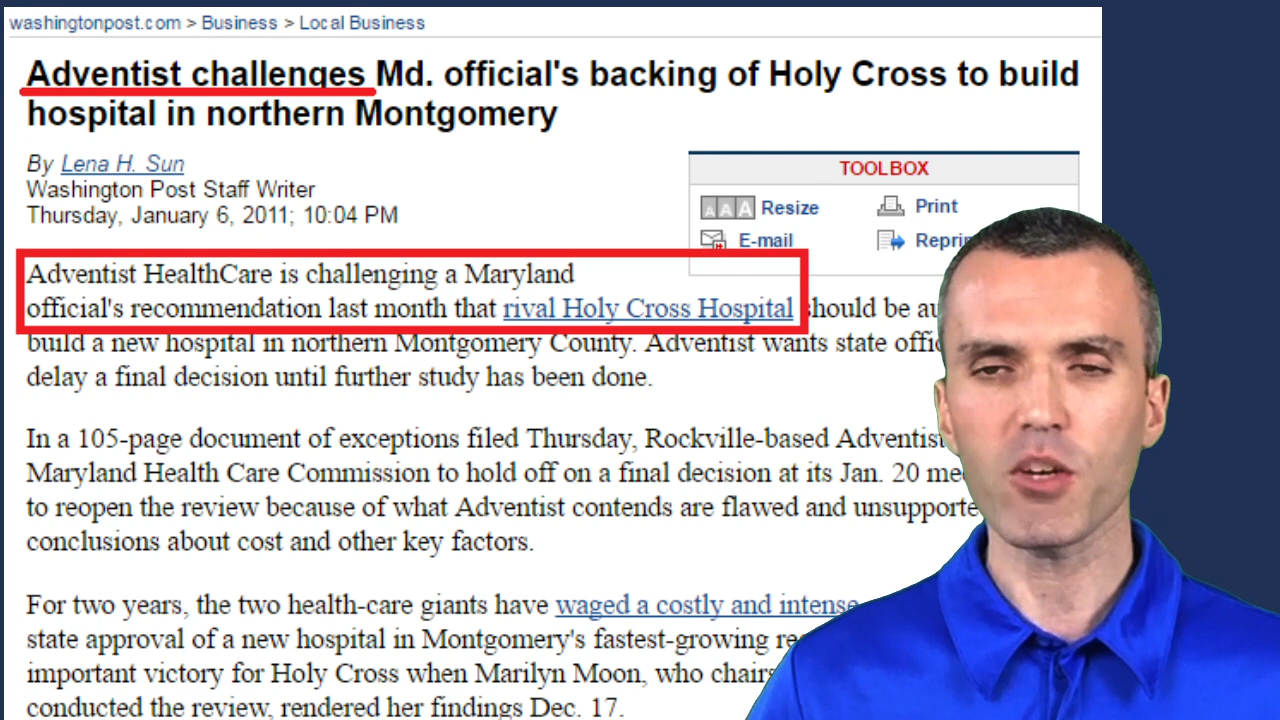 washingtonpost.com > Business > Local Business
Adventist challenges Md. official's backing of Holy Cross to build
hospital in northern Montgomery
By Lena H. Sun
Washington Post Staff Writer
Thursday, January 6, 2011; 10:04 PM
TOOLBOX
AAA Resize
Print
E-mail
Adventist HealthCare is challenging a Maryland
official's recommendation last month that rival Holy Cross Hospital should be
build a new hospital in northern Montgomery County. Adventist wants state
delay a final decision until further study has been done.
In a 105-page document of exceptions filed Thursday, Rockville-based Adventist
Maryland Health Care Commission to hold off on a final decision at its Jan. 20
to reopen the review because of what Adventist contends are flawed and
conclusions about cost and other key factors.
For two years, the two health-care giants have waged a costly and intense
state approval of a new hospital in Montgomery's fastest-growing
important victory for Holy Cross when Marilyn Moon, who chairs
conducted the review, rendered her findings Dec. 17.